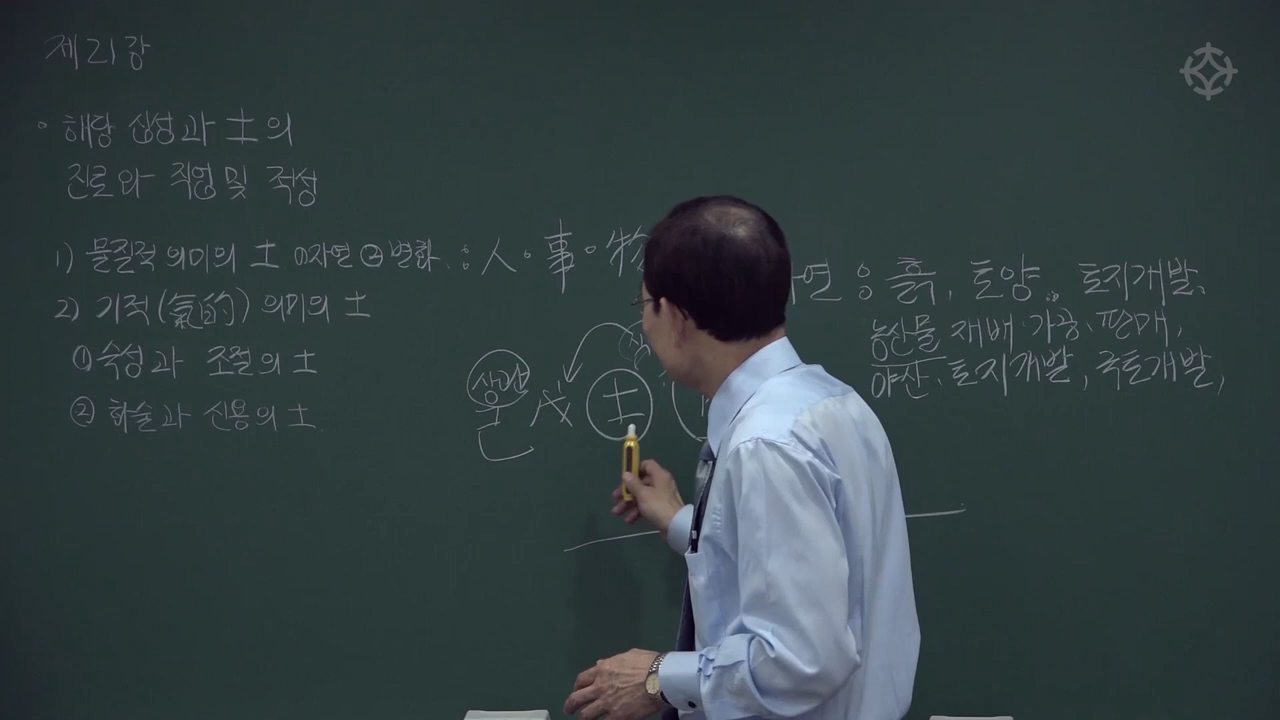 제21강
◦ 해당 십성과 土의
진로와 직업 및 적성
1) 물질적 의미의 土 ①자연 ②변화 : 人·事·物
2) 기적(氣的) 의미의 土
① 숙성과 조절의 土
② 학술과 신용의 土
상관
戊 土
연 : 흙, 토양, 토지개발,
농산물 재배·가공·판매,
야산, 토지개발, 국토개발,